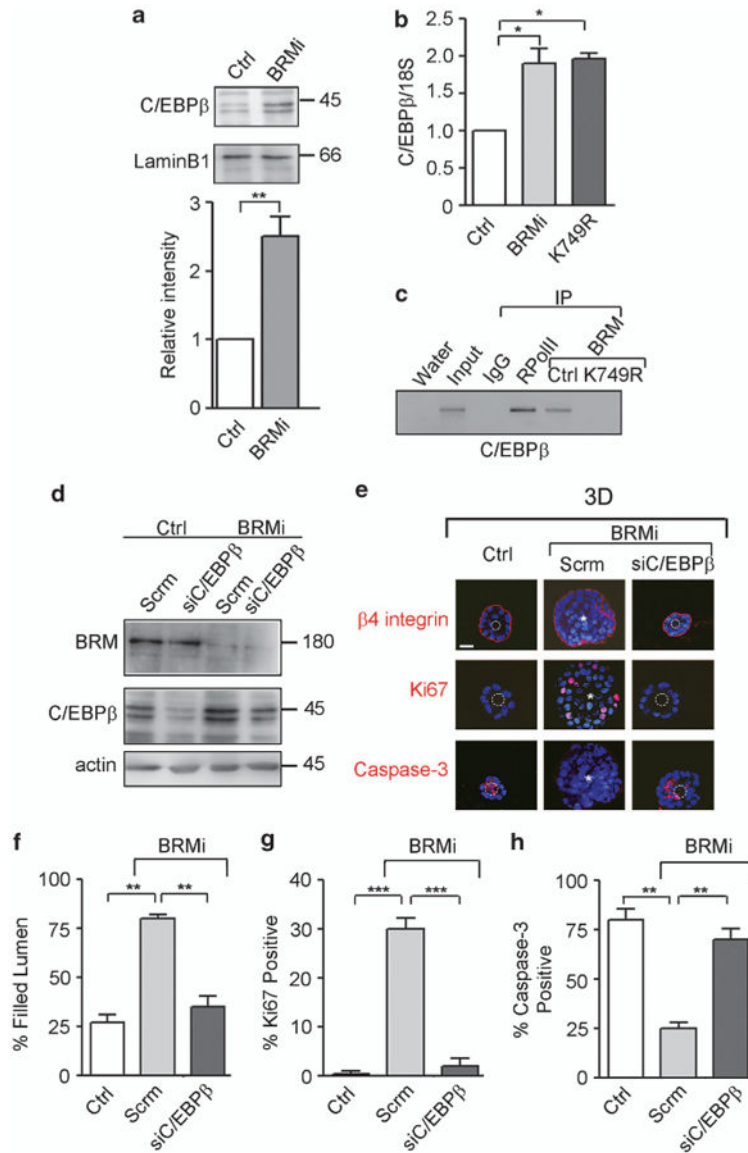 a
Ctrl
BRMi
C/EBPβ
45
LaminB1
66
**
Relative intensity
3
2
1
0
Ctrl
BRMi
b
*
*
C/EBPβ/18S
2.5
2.0
1.5
1.0
0.5
0
Ctrl
BRMi
K749R
c
IP
BRM
Water
Input
IgG
RPolII
Ctrl K749R
C/EBPβ
d
Ctrl BRMi
Scrm
siC/EBPβ
Scrm
siC/EBPβ
BRM
180
C/EBPβ
45
actin
45
e
3D
BRMi
Ctrl
Scrm
siC/EBPβ
β4 integrin
*
Ki67
*
Caspase-3
*
f
BRMi
** **
% Filled Lumen
100
75
50
25
0
Ctrl
Scrm
siC/EBPβ
g
BRMi
*** ***
% Ki67 Positive
40
30
20
10
0
Ctrl
Scrm
siC/EBPβ
h
BRMi
** **
% Caspase-3
Positive
100
75
50
25
0
Ctrl
Scrm
siC/EBPβ